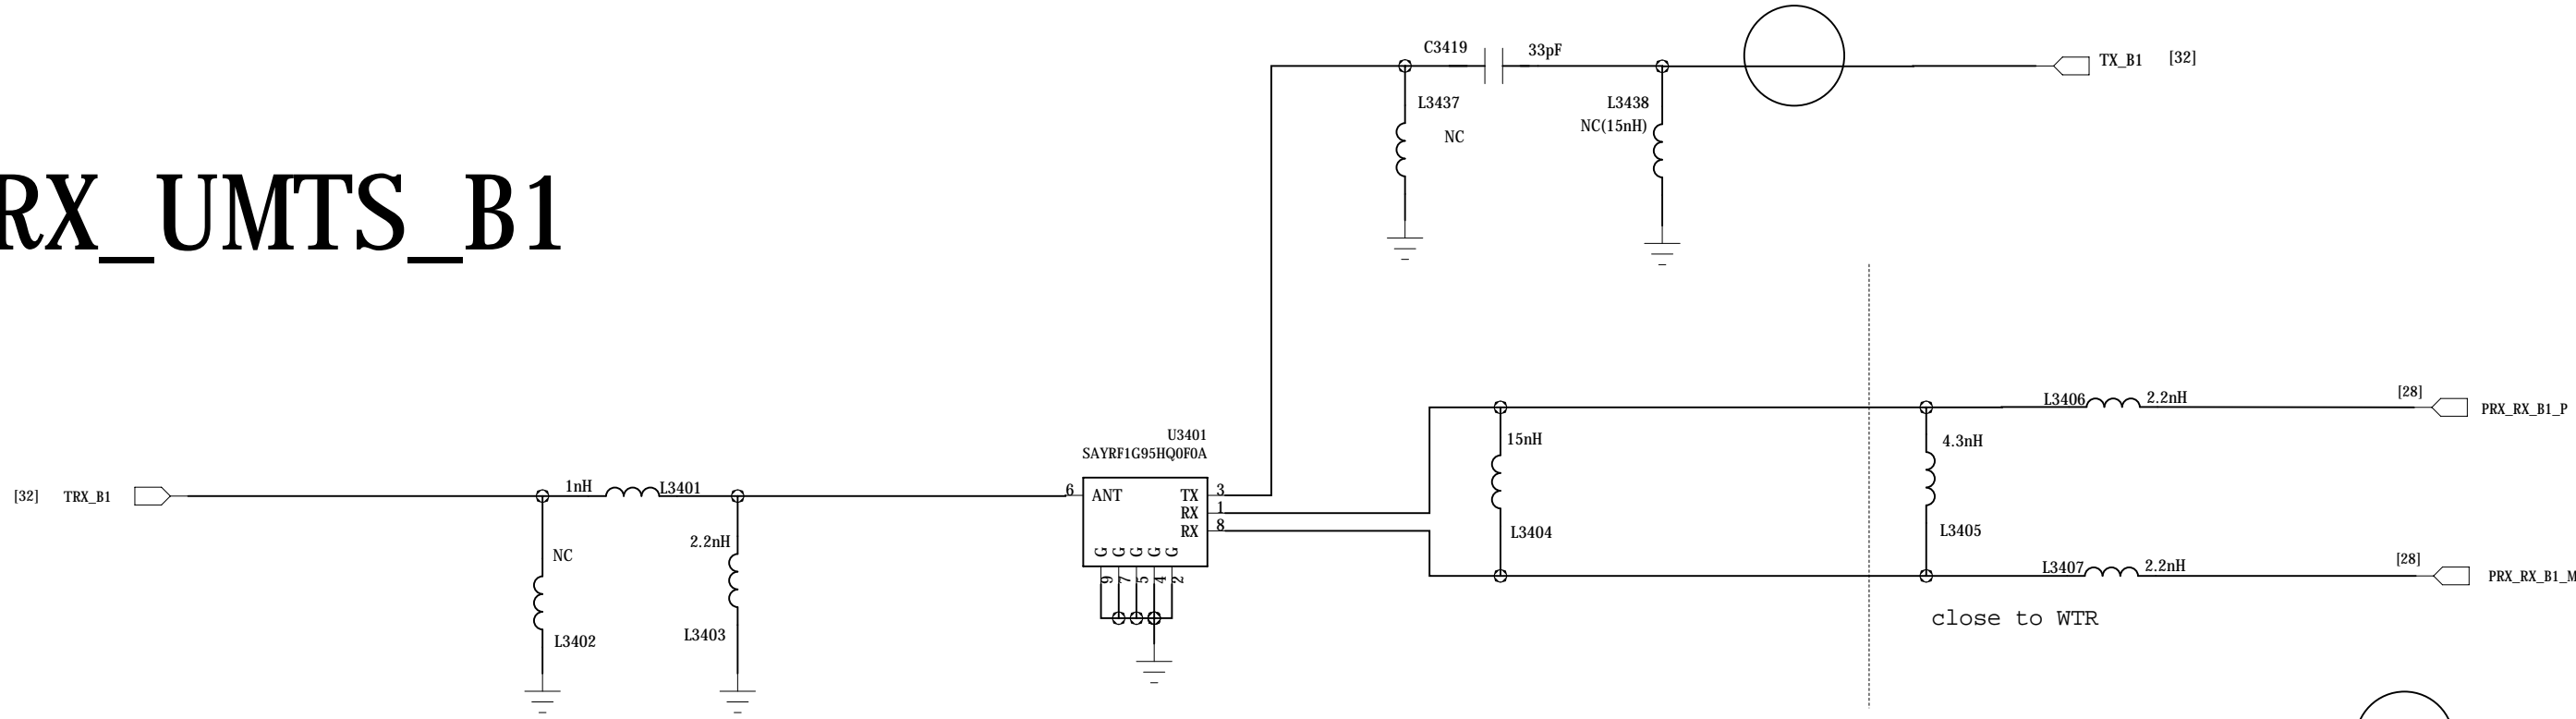 C3419
33pF
TX_B1
[32]
L3437
NC
L3438
NC(15nH)
RX_UMTS_B1
L3406
2.2nH
[28]
PRX_RX_B1_P
15nH
4.3nH
U3401
SAYRF1G95HQ0F0A
[32]
TRX_B1
1nH
L3401
6
ANT
TX
3
RX
1
RX
8
G G G G G
9 7 5 4 2
L3404
L3405
NC
L3402
2.2nH
L3403
L3407
2.2nH
[28]
PRX_RX_B1_M
close to WTR